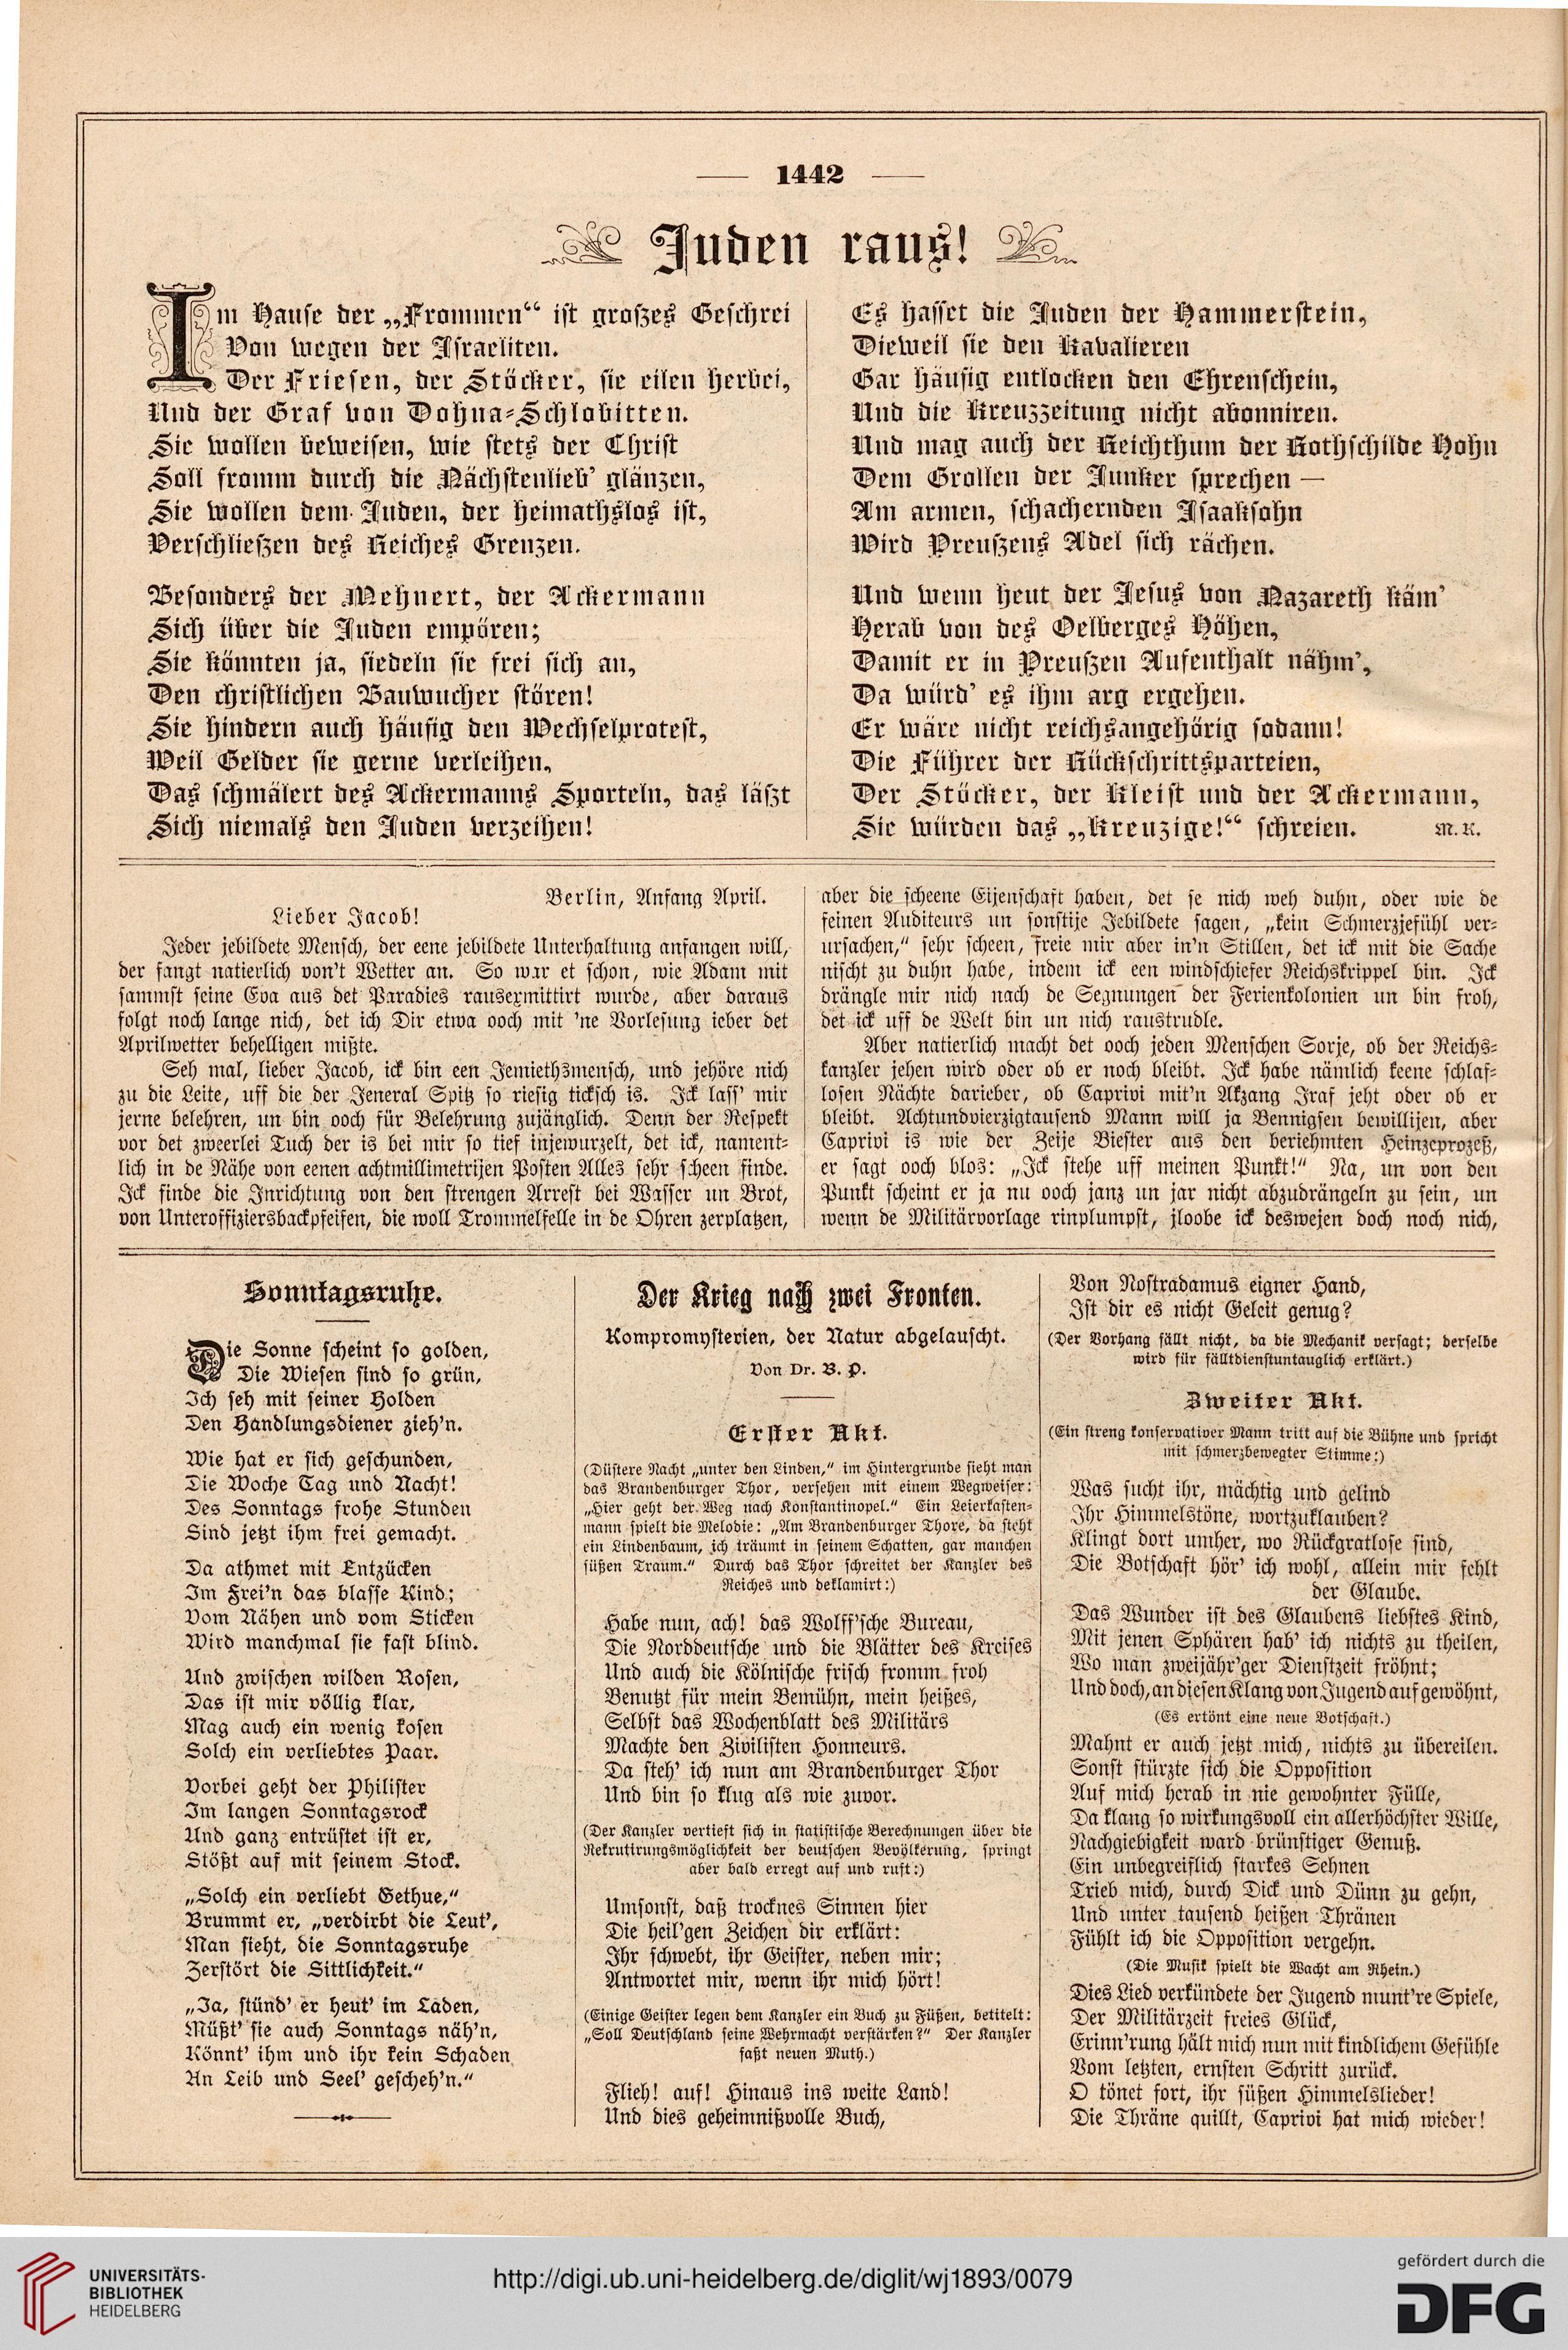 1442
Juden raus!
Im Hause der „Frommen“ ist großes Geschrei
Von wegen der Israeliten.
Der Friesen, der Stöcker, sie eilen herbei,
Und der Graf von Dohna-Schlobitten.
Sie wollen beweisen, wie stets der Christ
Soll fromm durch die Nächstenlieb’ glänzen,
Sie wollen dem Juden, der heimathslos ist,
Verschließen des Reiches Grenzen.
Besonders der Mehnert, der Ackermann
Sich über die Juden empören;
Sie könnten ja, siedeln sie frei sich an,
Den christlichen Bauwucher stören!
Sie hindern auch häufig den Wechselprotest,
Weil Gelder sie gerne verleihen,
Das schmälert des Ackermanns Sporteln, das läßt
Sich niemals den Juden verzeihen!
Es hasset die Juden der Hammerstein,
Dieweil sie den Kavalieren
Gar häufig entlocken den Ehrenschein,
Und die Kreuzzeitung nicht abonniren.
Und mag auch der Reichthum der Rothschilde Hohn
Dem Grollen der Junker sprechen —
Am armen, schachernden Isaaksohn
Wird Preußens Adel sich rächen.
Und wenn heut der Jesus von Nazareth käm’
Herab von des Oelberges Höhen,
Damit er in Preußen Aufenthalt nähm’,
Da würd’ es ihm arg ergehen.
Er wäre nicht reichsangehörig sodann!
Die Führer der Rückschrittsparteien,
Der Stöcker, der Kleist und der Ackermann,
Sie würden das „Kreuzige!“ schreien. M. K.
Berlin, Anfang April.
Lieber Jacob!
Jeder jebildete Mensch, der eene jebildete Unterhaltung anfangen will,
der fangt natierlich von’t Wetter an. So war et schon, wie Adam mit
sammst seine Eva aus det Paradies rausexmittirt wurde, aber daraus
folgt noch lange nich, det ich Dir etwa ooch mit ’ne Vorlesung ieber det
Aprilwetter behelligen mißte.
Seh mal, lieber Jacob, ick bin een Jemiethsmensch, und jehöre nich
zu die Leite, uff die der Jeneral Spitz so riesig ticksch is. Ick lass’ mir
jerne belehren, un bin ooch für Belehrung zujänglich. Denn der Respekt
vor det zweerlei Tuch der is bei mir so tief injewurzelt, det ick, nament-
lich in de Nähe von eenen achtmillimetrijen Posten Alles sehr scheen finde.
Ick finde die Inrichtung von den strengen Arrest bei Wasser un Brot,
von Unteroffiziersbackpfeifen, die woll Trommelfelle in de Ohren zerplatzen,
aber die scheene Eijenschaft haben, det se nich weh duhn, oder wie de
feinen Auditeurs un sonstije Jebildete sagen, „kein Schmerzjefühl ver-
ursachen,“ sehr scheen, freie mir aber in’n Stillen, det ick mit die Sache
nischt zu duhn habe, indem ick een windschiefer Reichskrippel bin. Ick
drängle mir nich nach de Segnungen der Ferienkolonien un bin froh,
det ick uff de Welt bin un nich raustrudle.
Aber natierlich macht det ooch jeden Menschen Sorje, ob der Reichs-
kanzler jehen wird oder ob er noch bleibt. Ick habe nämlich keene schlaf-
losen Nächte darieber, ob Caprivi mit’n Akzang Iraf jeht oder ob er
bleibt. Achtundvierzigtausend Mann will ja Bennigsen bewillijen, aber
Caprivi is wie der Zeije Biester aus den beriehmten Heinzeprozeß,
er sagt ooch blos: „Ick stehe uff meinen Punkt!“ Na, un von den
Punkt scheint er ja nu ooch janz un jar nicht abzudrängeln zu sein, un
wenn de Militärvorlage rinplumpst, jloobe ick deswejen doch noch nich,
Sonntagsruhe.
Die Sonne scheint so golden,
Die Wiesen sind so grün,
Ich seh mit seiner Holden
Den Handlungsdiener zieh’n.
Wie hat er sich geschunden,
Die Woche Tag und Nacht!
Des Sonntags frohe Stunden
Sind jetzt ihm frei gemacht.
Da athmet mit Entzücken
Im Frei’n das blasse Kind;
Vom Nähen und vom Sticken
Wird manchmal sie fast blind.
Und zwischen wilden Rosen,
Das ist mir völlig klar,
Mag auch ein wenig kosen
Solch ein verliebtes Paar.
Vorbei geht der Philister
Im langen Sonntagsrock
Und ganz entrüstet ist er,
Stößt auf mit seinem Stock.
„Solch ein verliebt Gethue,“
Brummt er, „verdirbt die Leut’,
Man sieht, die Sonntagsruhe
Zerstört die Sittlichkeit.“
„Ja, stünd’ er heut’ im Laden,
Müßt’ sie auch Sonntags näh’n,
Könnt’ ihm und ihr kein Schaden
An Leib und Seel’ gescheh’n.“
Der Krieg nach zwei Fronten.
Kompromysterien, der Natur abgelauscht.
Von Dr. B. P.
Erster Akt.
(Düstere Nacht „unter den Linden,“ im Hintergrunde sieht man
das Brandenburger Thor, versehen mit einem Wegweiser:
„Hier geht der Weg nach Konstantinopel.“ Ein Leierkasten-
mann spielt die Melodie: „Am Brandenburger Thore, da steht
ein Lindenbaum, ich träumt in seinem Schatten, gar manchen
süßen Traum.“ Durch das Thor schreitet der Kanzler des
Reiches und deklamirt:)
Habe nun, ach! das Wolff’sche Bureau,
Die Norddeutsche und die Blätter des Kreises
Und auch die Kölnische frisch fromm froh
Benutzt für mein Bemühn, mein heißes,
Selbst das Wochenblatt des Militärs
Machte den Zivilisten Honneurs.
Da steh’ ich nun am Brandenburger Thor
Und bin so klug als wie zuvor.
(Der Kanzler vertieft sich in statistische Berechnungen über die
Rekrutirungsmöglichkeit der deutschen Bevölkerung, springt
aber bald erregt auf und ruft:)
Umsonst, daß trocknes Sinnen hier
Die heil’gen Zeichen dir erklärt:
Ihr schwebt, ihr Geister, neben mir;
Antwortet mir, wenn ihr mich hört!
(Einige Geister legen dem Kanzler ein Buch zu Füßen, betitelt:
„Soll Deutschland seine Wehrmacht verstärken?“ Der Kanzler
faßt neuen Muth.)
Flieh! auf! Hinaus ins weite Land!
Und dies geheimnißvolle Buch,
Von Nostradamus eigner Hand,
Ist dir es nicht Geleit genug?
(Der Vorhang fällt nicht, da die Mechanik versagt; derselbe
wird für fälltdienstuntauglich erklärt.)
Zweiter Akt.
(Ein streng konservativer Mann tritt auf die Bühne und spricht
mit schmerzbewegter Stimme:)
Was sucht ihr, mächtig und gelind
Ihr Himmelstöne, wortzuklauben?
Klingt dort umher, wo Rückgratlose sind,
Die Botschaft hör’ ich wohl, allein mir fehlt
der Glaube.
Das Wunder ist des Glaubens liebstes Kind,
Mit jenen Sphären hab’ ich nichts zu theilen,
Wo man zweijähr’ger Dienstzeit fröhnt;
Und doch, an diesen Klang von Jugend auf gewöhnt,
(Es ertönt eine neue Botschaft.)
Mahnt er auch jetzt mich, nichts zu übereilen.
Sonst stürzte sich die Opposition
Auf mich herab in nie gewohnter Fülle,
Da klang so wirkungsvoll ein allerhöchster Wille,
Nachgiebigkeit ward brünstiger Genuß.
Ein unbegreiflich starkes Sehnen
Trieb mich, durch Dick und Dünn zu gehn,
Und unter tausend heißen Thränen
Fühlt ich die Opposition vergehn.
(Die Musik spielt die Wacht am Rhein.)
Dies Lied verkündete der Jugend munt’re Spiele,
Der Militärzeit freies Glück,
Erinn’rung hält mich nun mit kindlichem Gefühle
Vom letzten, ernsten Schritt zurück.
O tönet fort, ihr süßen Himmelslieder!
Die Thräne quillt, Caprivi hat mich wieder!
UNIVERSITÄTS-
BIBLIOTHEK
HEIDELBERG
http://digi.ub.uni-heidelberg.de/diglit/wj1893/0079
gefördert durch die
DFG